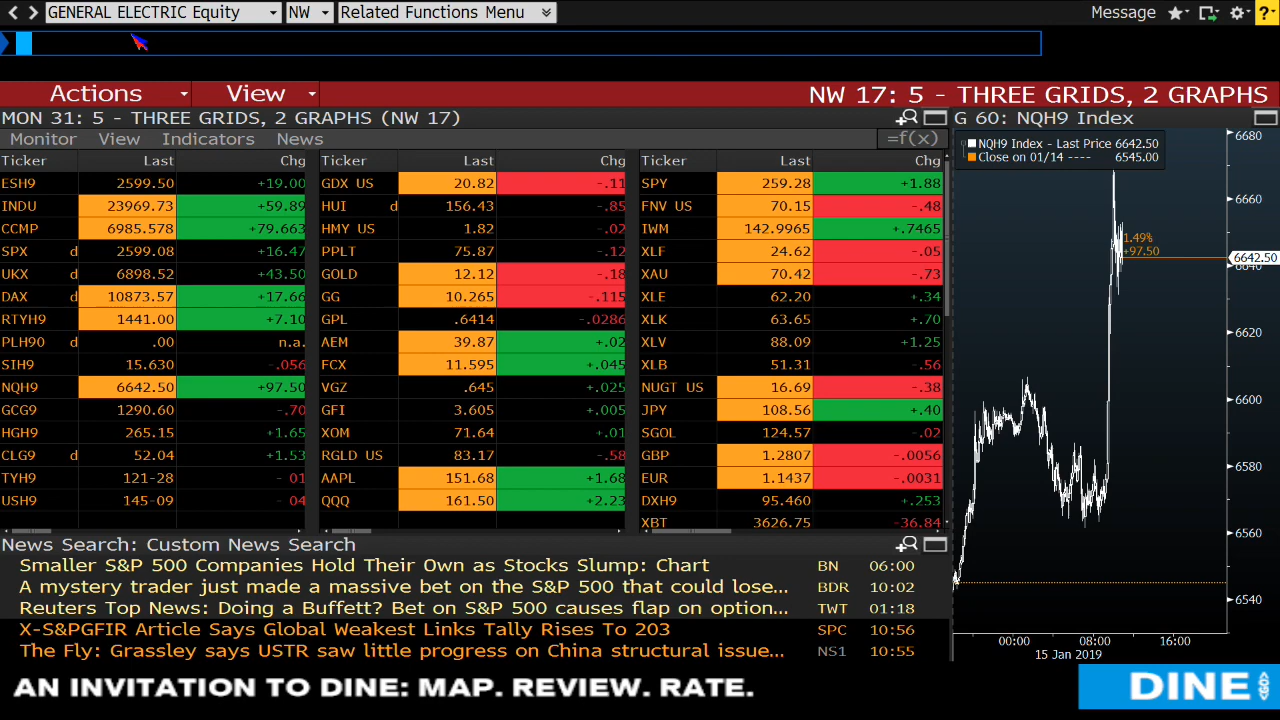 GENERAL ELECTRIC Equity NW Related Functions Menu Message ?
Actions View NW 17: 5 - THREE GRIDS, 2 GRAPHS
MON 31: 5 - THREE GRIDS, 2 GRAPHS (NW 17) G 60: NQH9 Index
Monitor View Indicators News =f(x)
Ticker Last Chg Ticker Last Chg Ticker Last Chg
ESH9 2599.50 +19.00 GDX US 20.82 -.11 SPY 259.28 +1.88
INDU 23969.73 +59.89 HUI d 156.43 -.85 FNV US 70.15 -.48
CCMP 6985.578 +79.663 HMY US 1.82 -.02 IWM 142.9965 +.7465
SPX d 2599.08 +16.47 PPLT 75.87 -.12 XLF 24.62 -.05
UKX d 6898.52 +43.50 GOLD 12.12 -.18 XAU 70.42 -.73
DAX d 10873.57 +17.66 GG 10.265 -.115 XLE 62.20 +.34
RTYH9 1441.00 +7.10 GPL .6414 -.0286 XLK 63.65 +.70
PLH90 d .00 n.a. AEM 39.87 +.02 XLV 88.09 +1.25
SIH9 15.630 -.056 FCX 11.595 +.045 XLB 51.31 -.56
NQH9 6642.50 +97.50 VGZ .645 +.025 NUGT US 16.69 -.38
GCG9 1290.60 -.70 GFI 3.605 +.005 JPY 108.56 +.40
HGH9 265.15 +1.65 XOM 71.64 +.01 SGOL 124.57 -.02
CLG9 d 52.04 +1.53 RGLD US 83.17 -.58 GBP 1.2807 -.0056
TYH9 121-28 - 01 AAPL 151.68 +1.68 EUR 1.1437 -.0031
USH9 145-09 - 04 QQQ 161.50 +2.23 DXH9 95.460 +.253
XBT 3626.75 -36.84
NQH9 Index - Last Price 6642.50
Close on 01/14 ---- 6545.00
1.49%
+97.50
6680
6660
6642.50
6640
6620
6600
6580
6560
6540
00:00 08:00 16:00
15 Jan 2019
News Search: Custom News Search
Smaller S&P 500 Companies Hold Their Own as Stocks Slump: Chart BN 06:00
A mystery trader just made a massive bet on the S&P 500 that could lose... BDR 10:02
Reuters Top News: Doing a Buffett? Bet on S&P 500 causes flap on option... TWT 01:18
X-S&PGFIR Article Says Global Weakest Links Tally Rises To 203 SPC 10:56
The Fly: Grassley says USTR saw little progress on China structural issue... NS1 10:55
AN INVITATION TO DINE: MAP. REVIEW. RATE. DINE <GO>